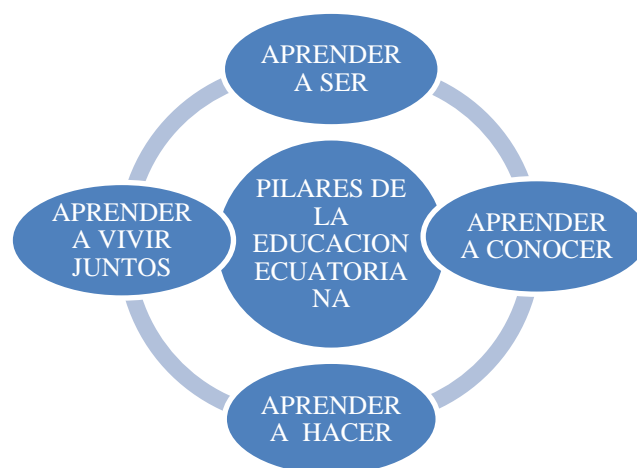 APRENDER
A SER
PILARES DE
LA
EDUCACION
ECUATORIA
NA
APRENDER
A CONOCER
APRENDER
A HACER
APRENDER
A VIVIR
JUNTOS